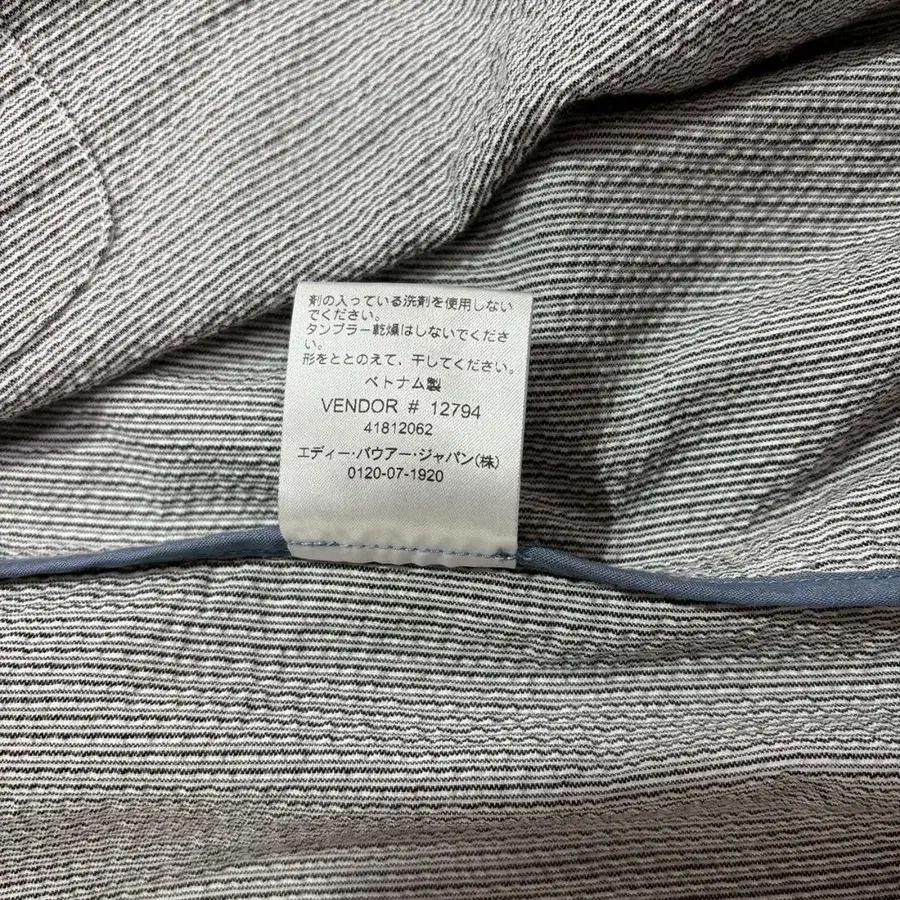 剤の入っている洗剤を使用しない
でください。
タンブラー乾燥はしないでくださ
い。
形をととのえて、干してください。
ベトナム製
VENDOR # 12794
41812062
エディー・バウアー・ジャパン(株)
0120-07-1920